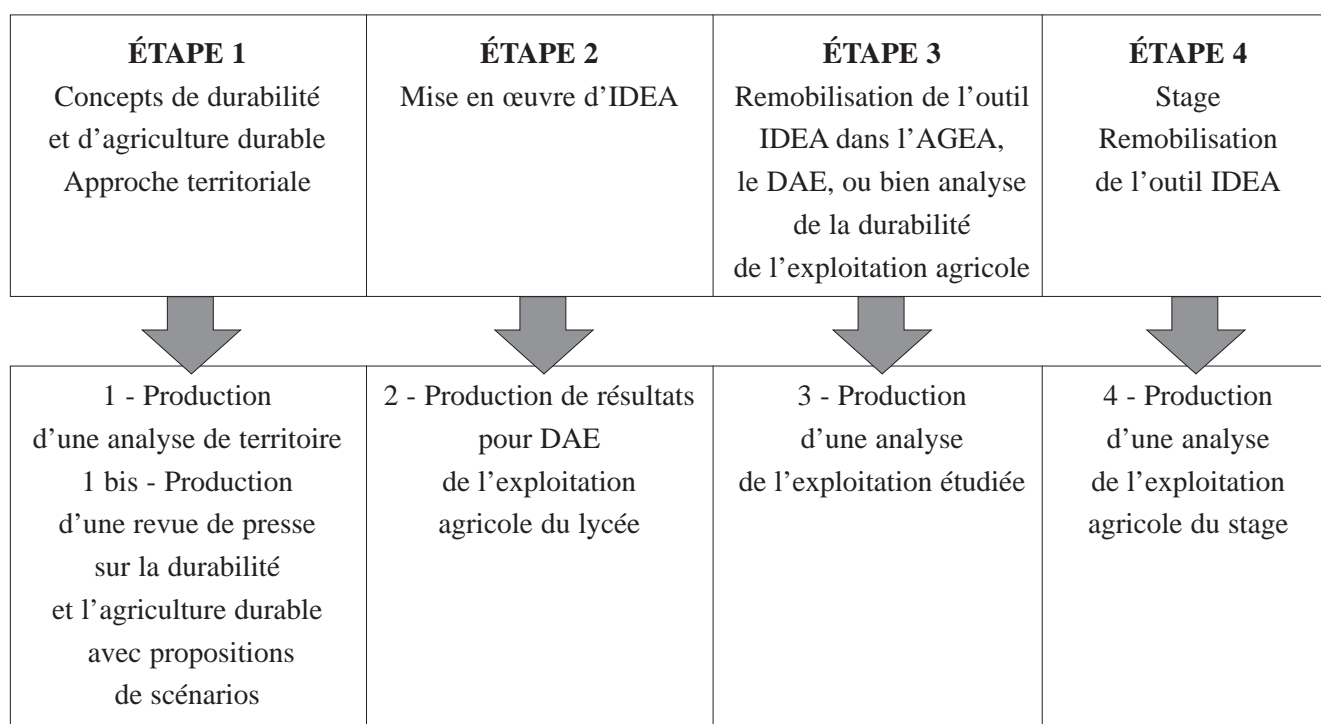 ÉTAPE 1
Concepts de durabilité
et d’agriculture durable
Approche territoriale
ÉTAPE 2
Mise en œuvre d’IDEA
ÉTAPE 3
Remobilisation de l’outil
IDEA dans l’AGEA,
le DAE, ou bien analyse
de la durabilité
de l’exploitation agricole
ÉTAPE 4
Stage
Remobilisation
de l’outil IDEA
1 - Production
d’une analyse de territoire
1 bis - Production
d’une revue de presse
sur la durabilité
et l’agriculture durable
avec propositions
de scénarios
2 - Production de résultats
pour DAE
de l’exploitation
agricole du lycée
3 - Production
d’une analyse
de l’exploitation étudiée
4 - Production
d’une analyse
de l’exploitation
agricole du stage